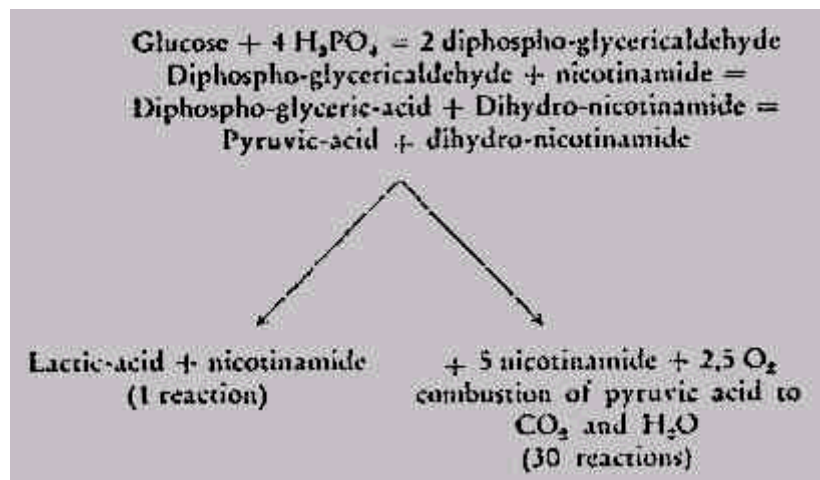 Glucose + 4 H₃PO₄ = 2 diphospho-glycericaldehyde
Diphospho-glycericaldehyde + nicotinamide =
Diphospho-glyceric-acid + Dihydro-nicotinamide =
Pyruvic-acid + dihydro-nicotinamide
Lactic-acid + nicotinamide
(1 reaction)
+ 5 nicotinamide + 2,5 O₂
combustion of pyruvic acid to
CO₂ and H₂O
(30 reactions)